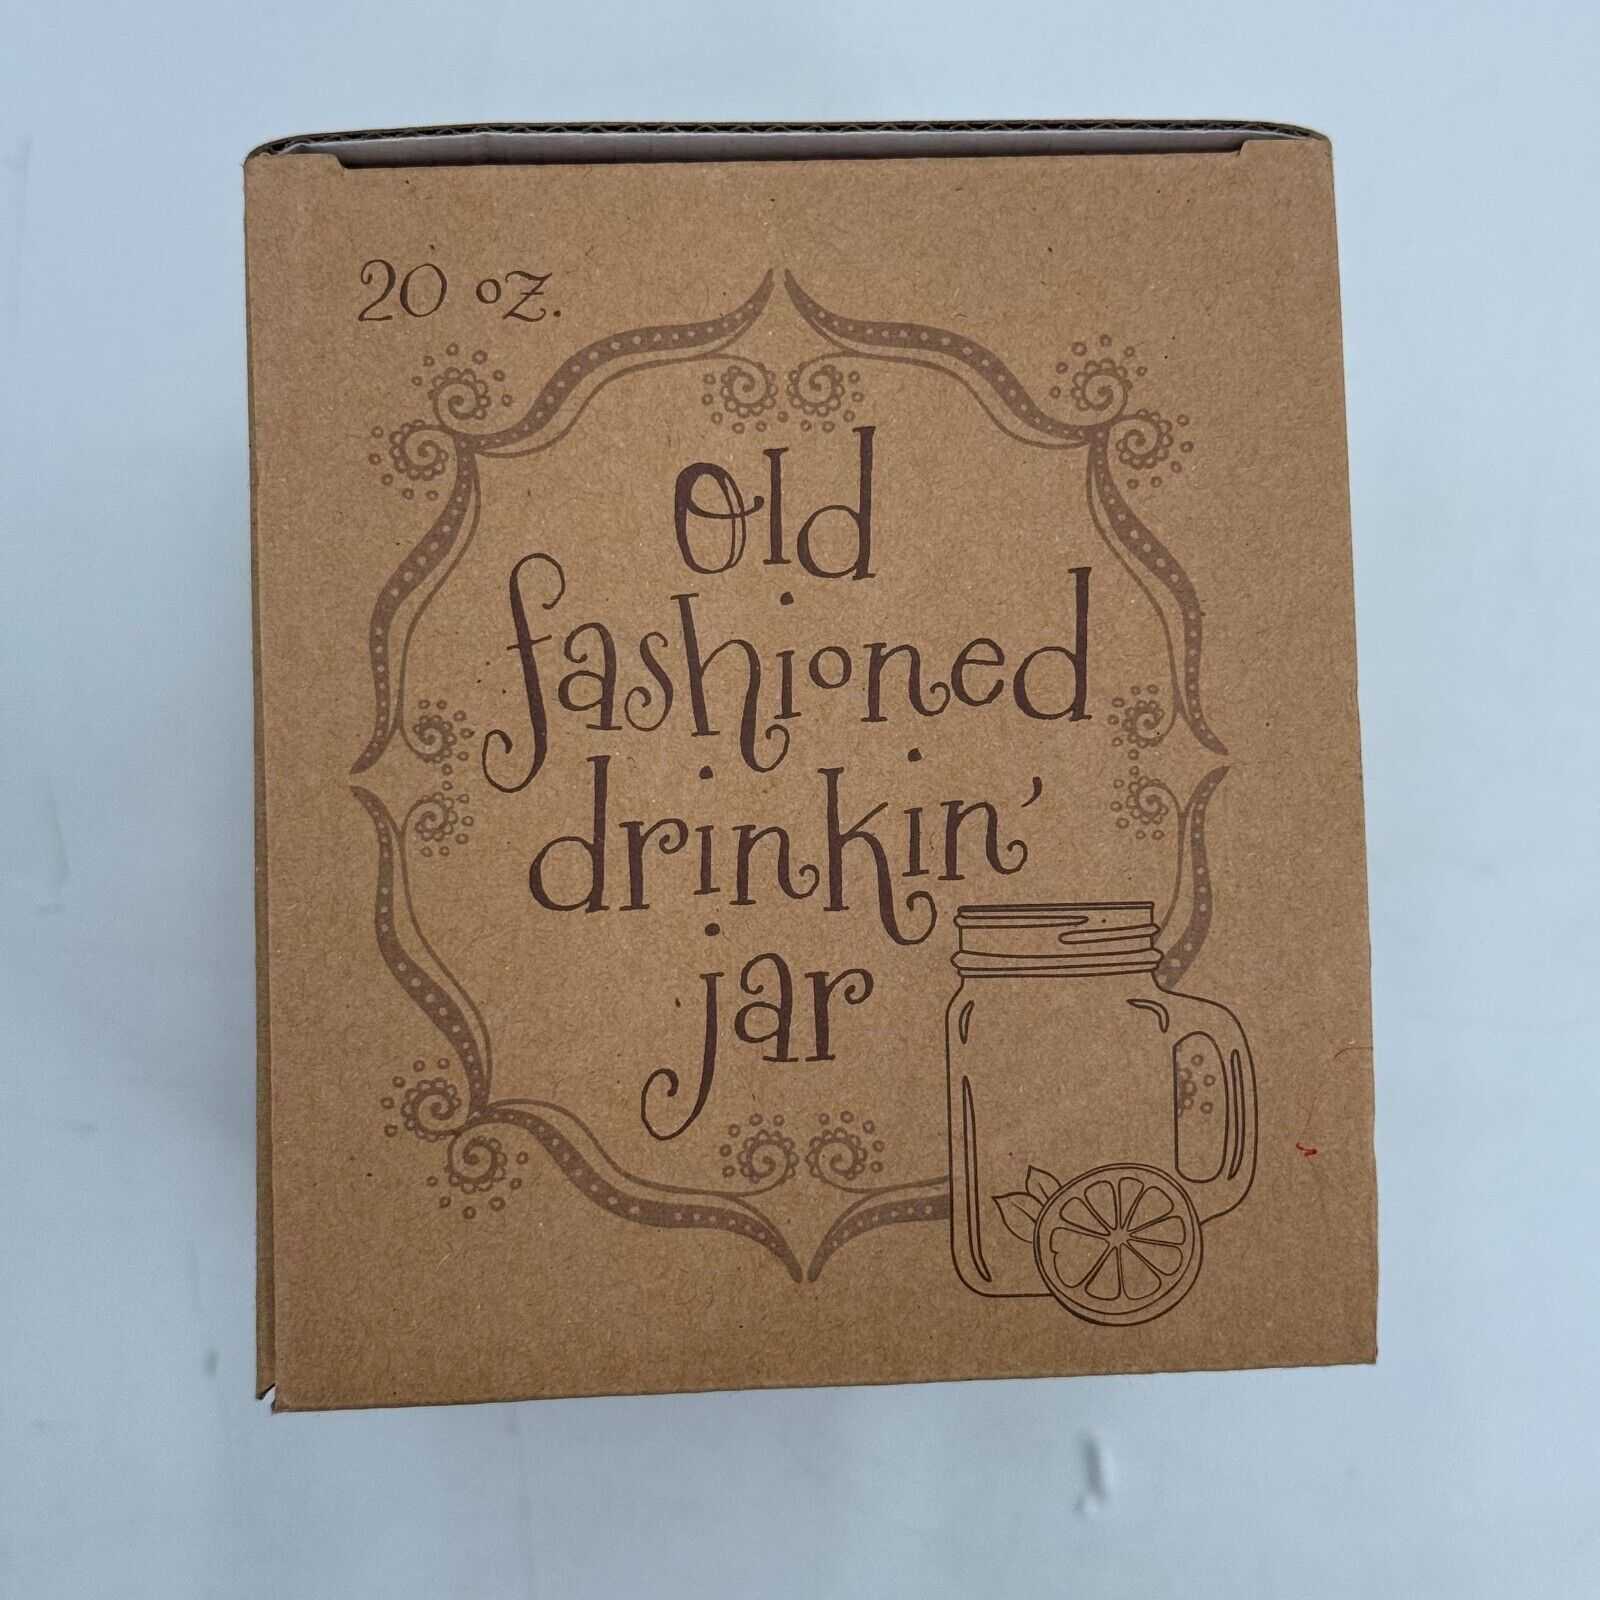 20 oz.
Old
fashioned
drinkin'
jar